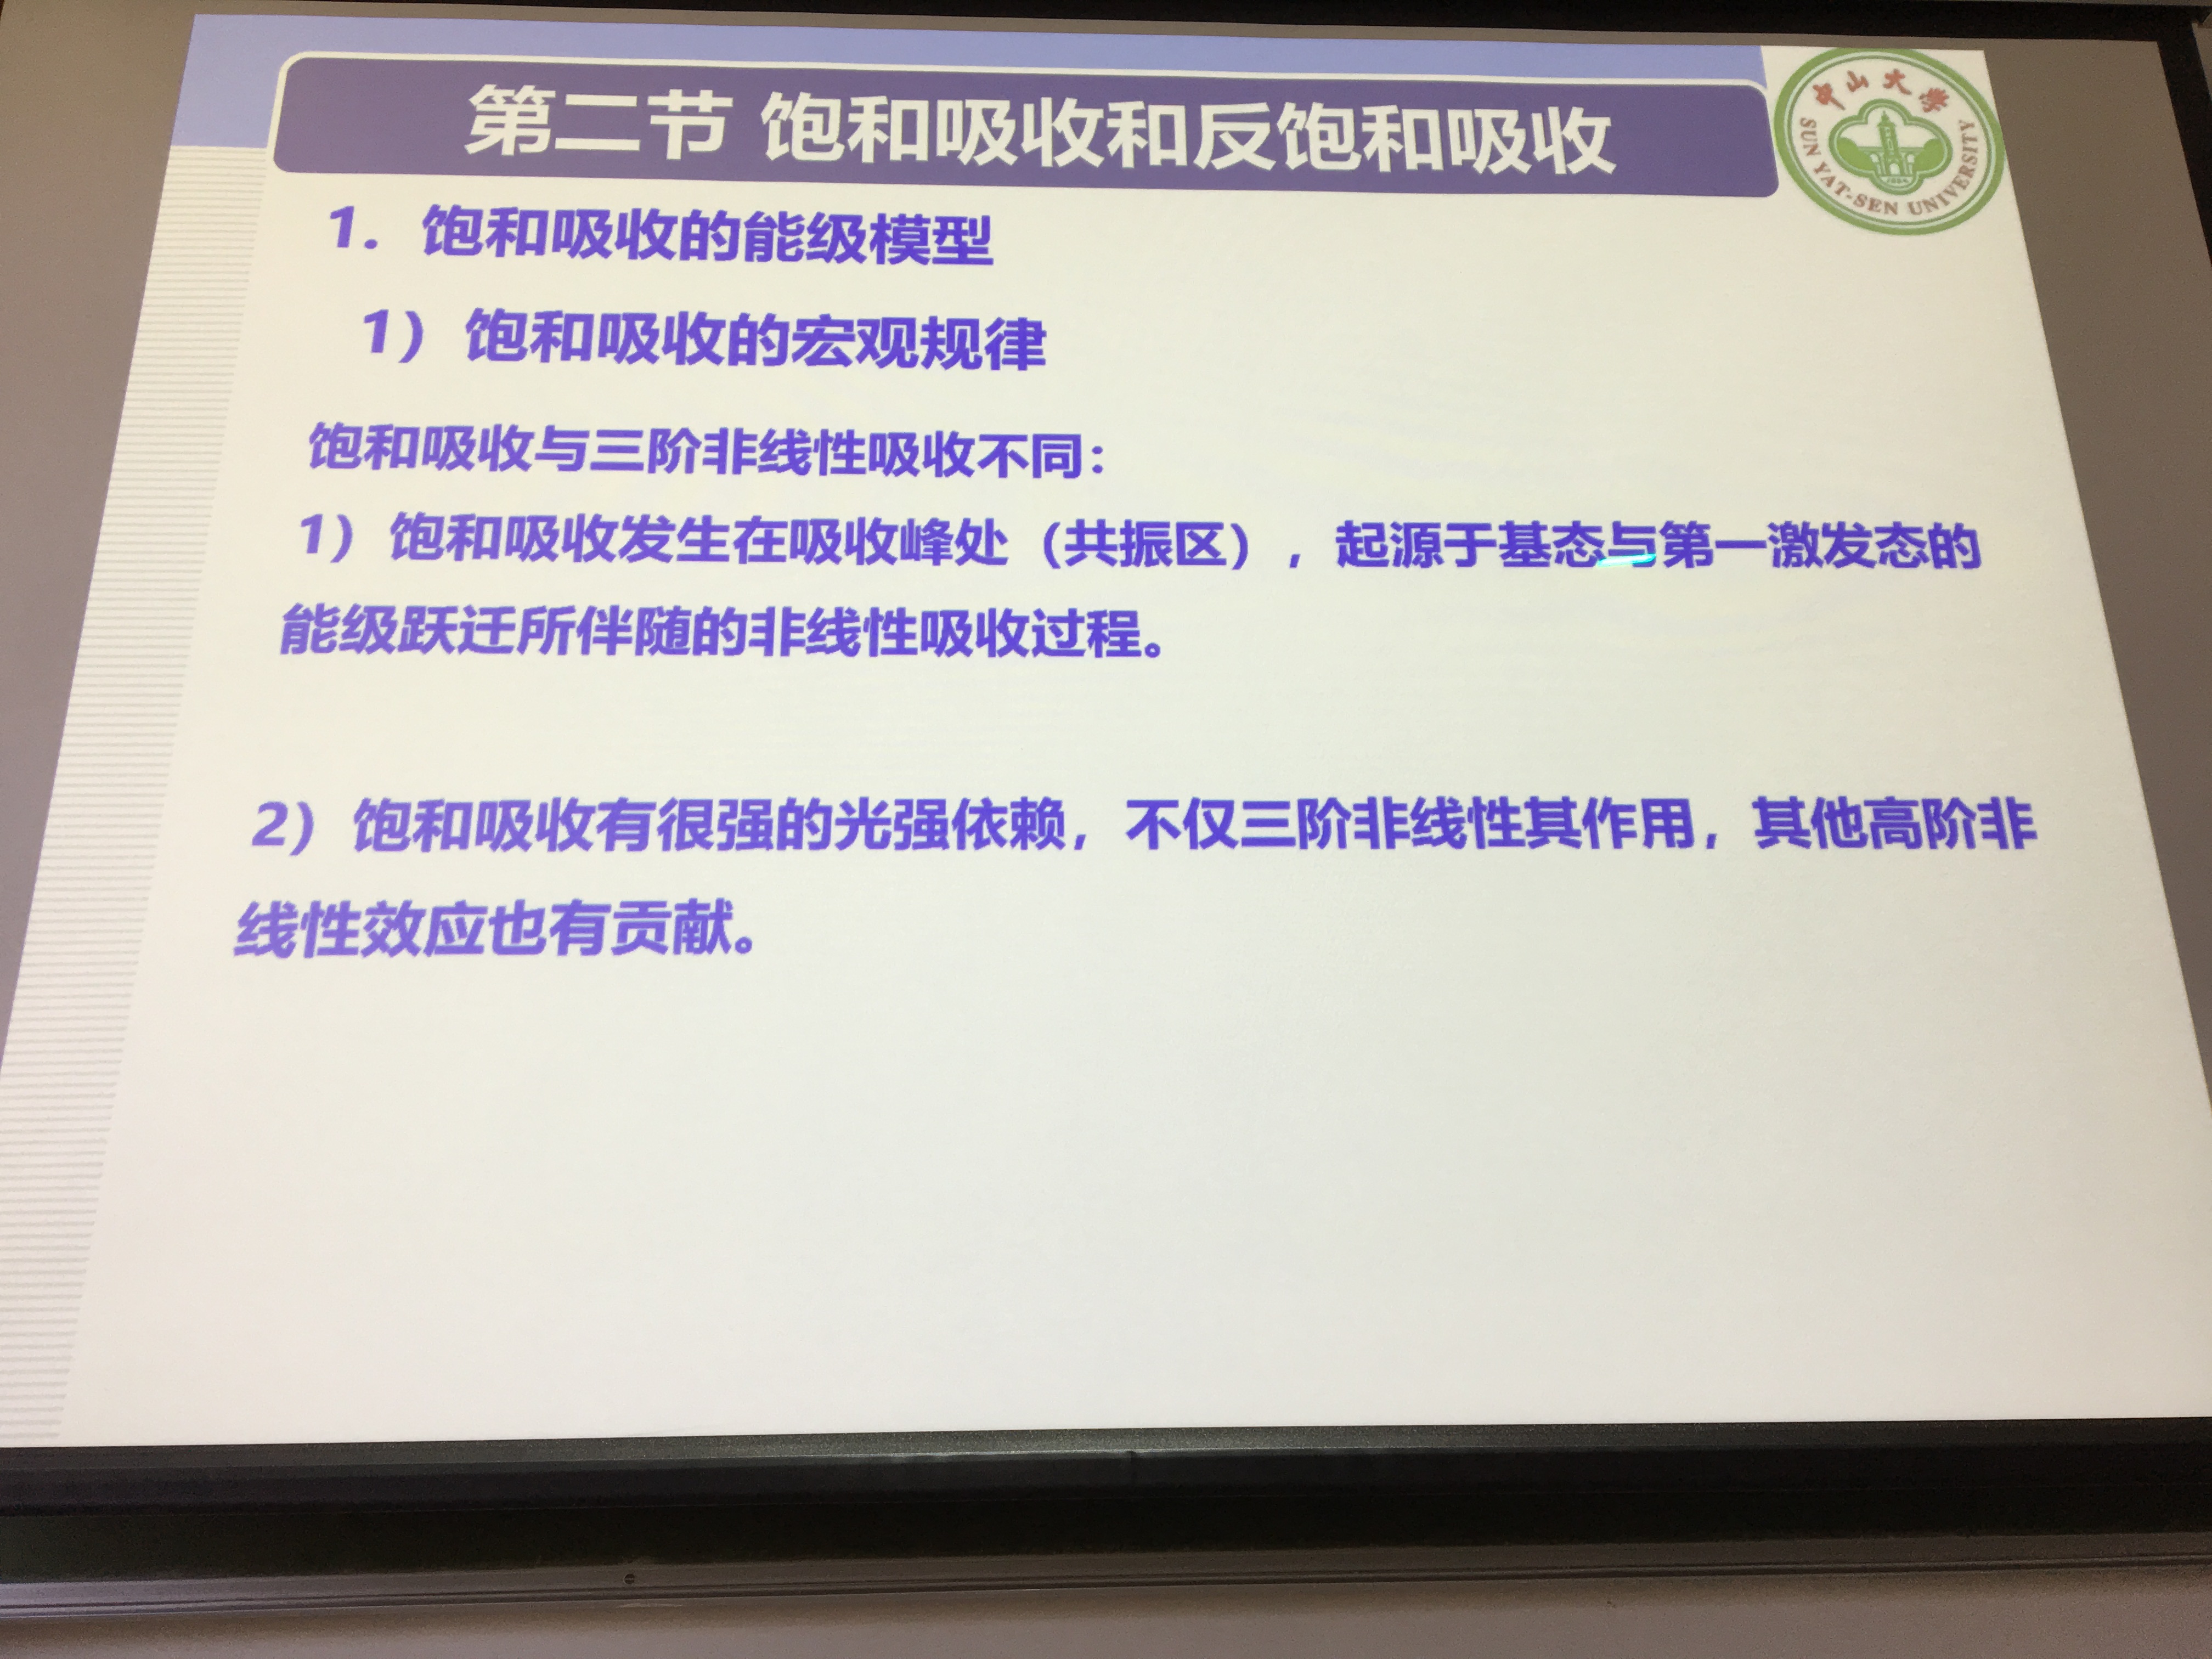 第二节 饱和吸收和反饱和吸收
中山大学
SUN YAT-SEN UNIVERSITY
1924
1. 饱和吸收的能级模型
1）饱和吸收的宏观规律
饱和吸收与三阶非线性吸收不同：
1）饱和吸收发生在吸收峰处（共振区），起源于基态与第一激发态的
能级跃迁所伴随的非线性吸收过程。
2）饱和吸收有很强的光强依赖，不仅三阶非线性其作用，其他高阶非
线性效应也有贡献。